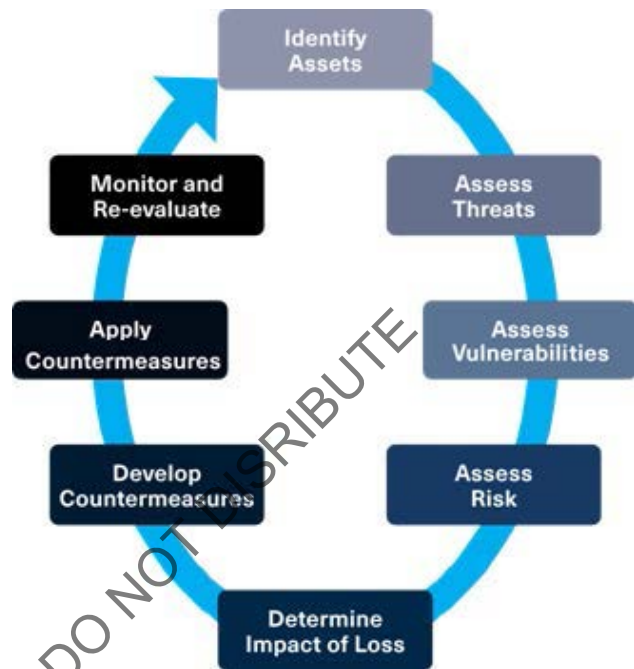 Identify
Assets
Assess
Threats
Assess
Vulnerabilities
Assess
Risk
Determine
Impact of Loss
Develop
Countermeasures
Apply
Countermeasures
Monitor and
Re-evaluate
DO NOT DISRIBUTE